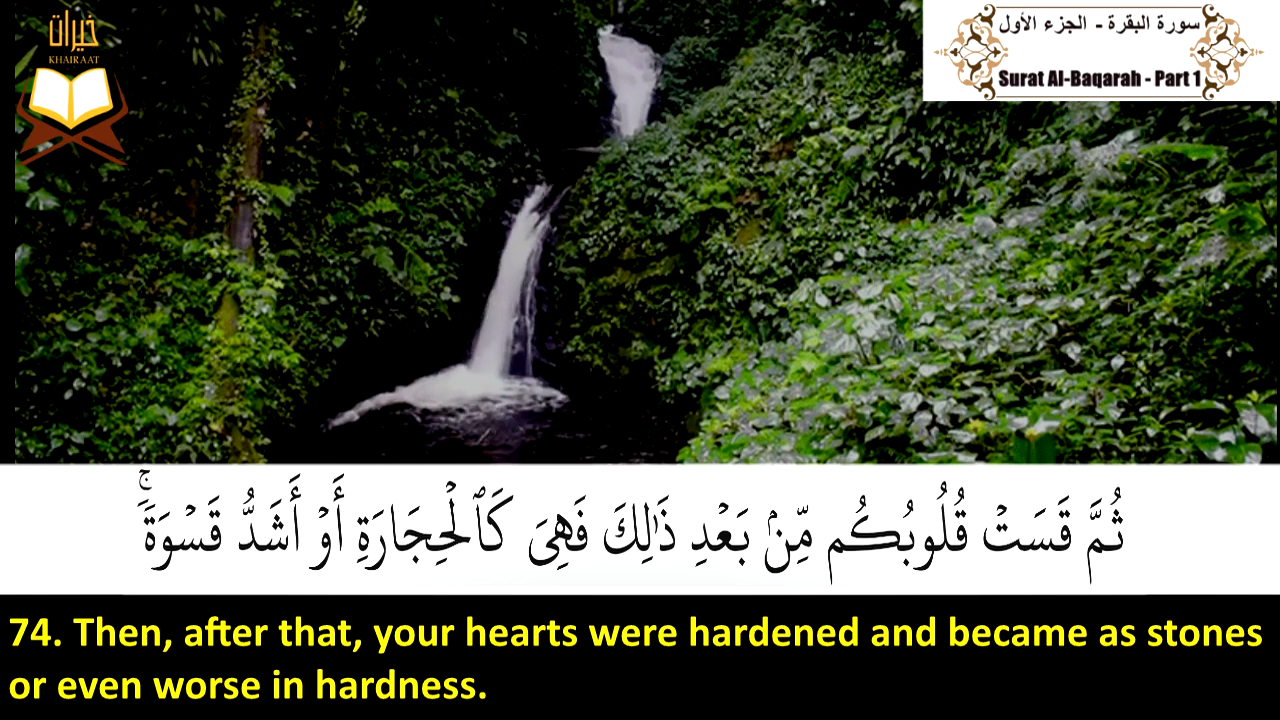 خيرات
KHAIRAAT
سورة البقرة - الجزء الأول
Surat Al-Baqarah - Part 1
ثُمَّ قَسَتْ قُلُوبُكُم مِّنۢ بَعْدِ ذَٰلِكَ فَهِىَ كَٱلْحِجَارَةِ أَوْ أَشَدُّ قَسْوَةًۚ
74. Then, after that, your hearts were hardened and became as stones
or even worse in hardness.